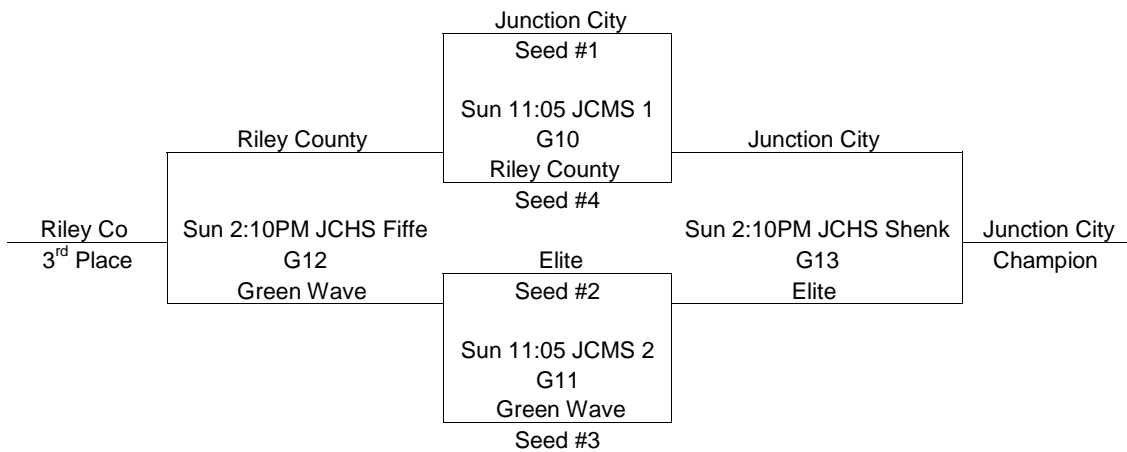 Junction City
Seed #1
Sun 11:05 JCMS 1
Riley County G10 Junction City
Riley County
Seed #4
Riley Co Sun 2:10PM JCHS Fiffe Sun 2:10PM JCHS Shenk Junction City
3rd Place G12 Elite G13 Champion
Green Wave Seed #2 Elite
Sun 11:05 JCMS 2
G11
Green Wave
Seed #3